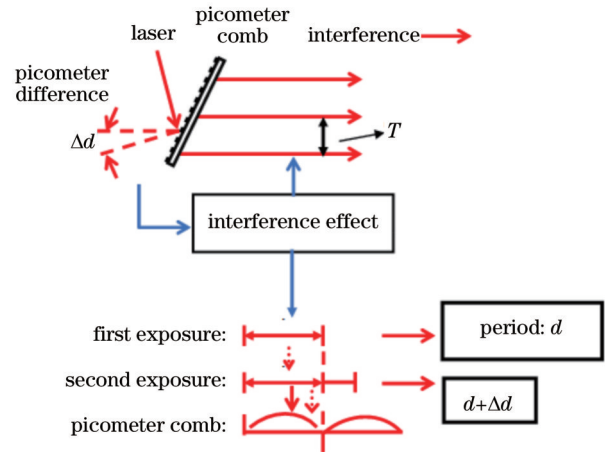 picometer
comb
laser
interference
picometer
difference
Δd
T
interference effect
first exposure:
period: d
second exposure:
d+Δd
picometer comb: